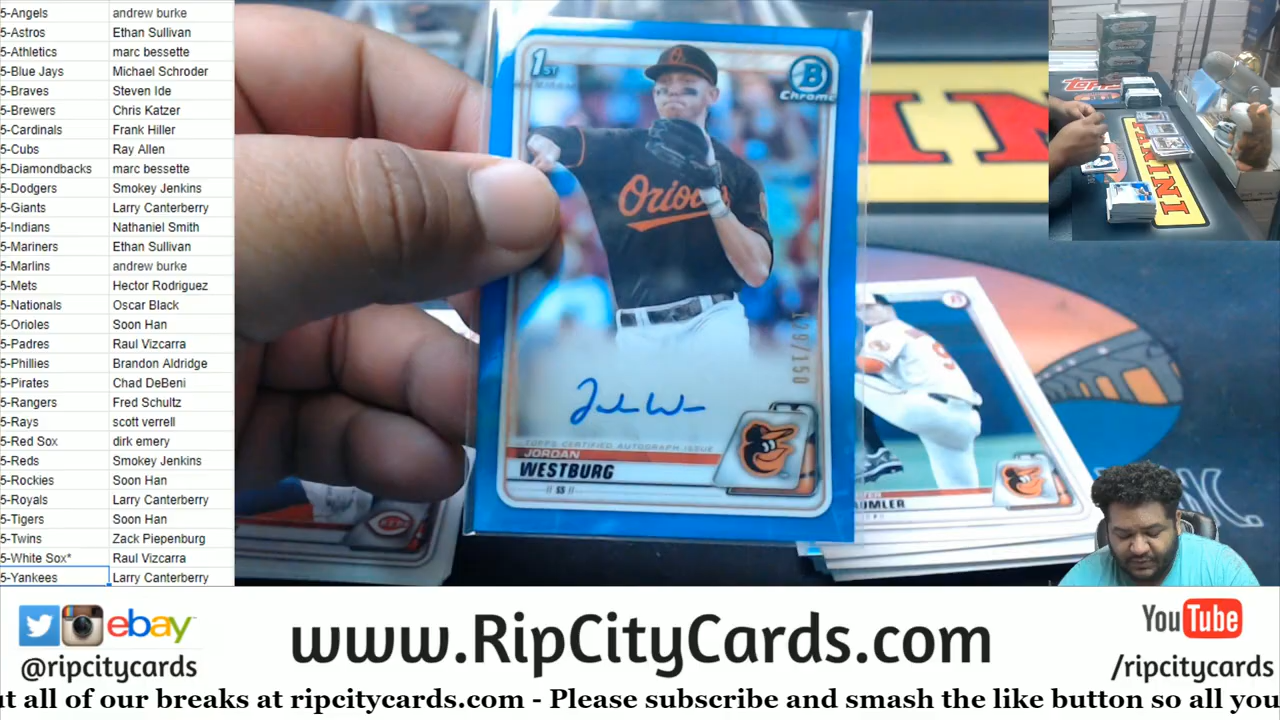 5-Angels andrew burke
5-Astros Ethan Sullivan
5-Athletics marc bessette
5-Blue Jays Michael Schroder
5-Braves Steven Ide
5-Brewers Chris Katzer
5-Cardinals Frank Hiller
5-Cubs Ray Allen
5-Diamondbacks marc bessette
5-Dodgers Smokey Jenkins
5-Giants Larry Canterberry
5-Indians Nathaniel Smith
5-Mariners Ethan Sullivan
5-Marlins andrew burke
5-Mets Hector Rodriguez
5-Nationals Oscar Black
5-Orioles Soon Han
5-Padres Raul Vizcarra
5-Phillies Brandon Aldridge
5-Pirates Chad DeBeni
5-Rangers Fred Schultz
5-Rays scott verrell
5-Red Sox dirk emery
5-Reds Smokey Jenkins
5-Rockies Soon Han
5-Royals Larry Canterberry
5-Tigers Soon Han
5-Twins Zack Piepenburg
5-White Sox* Raul Vizcarra
5-Yankees Larry Canterberry
1ST
B
Chrome
Orioles
129/150
TOPPS CERTIFIED AUTOGRAPH ISSUE
JORDAN
WESTBURG
SS
AUMLER
PANINI
ebay
@ripcitycards
www.RipCityCards.com
YouTube
/ripcitycards
t all of our breaks at ripcitycards.com - Please subscribe and smash the like button so all you